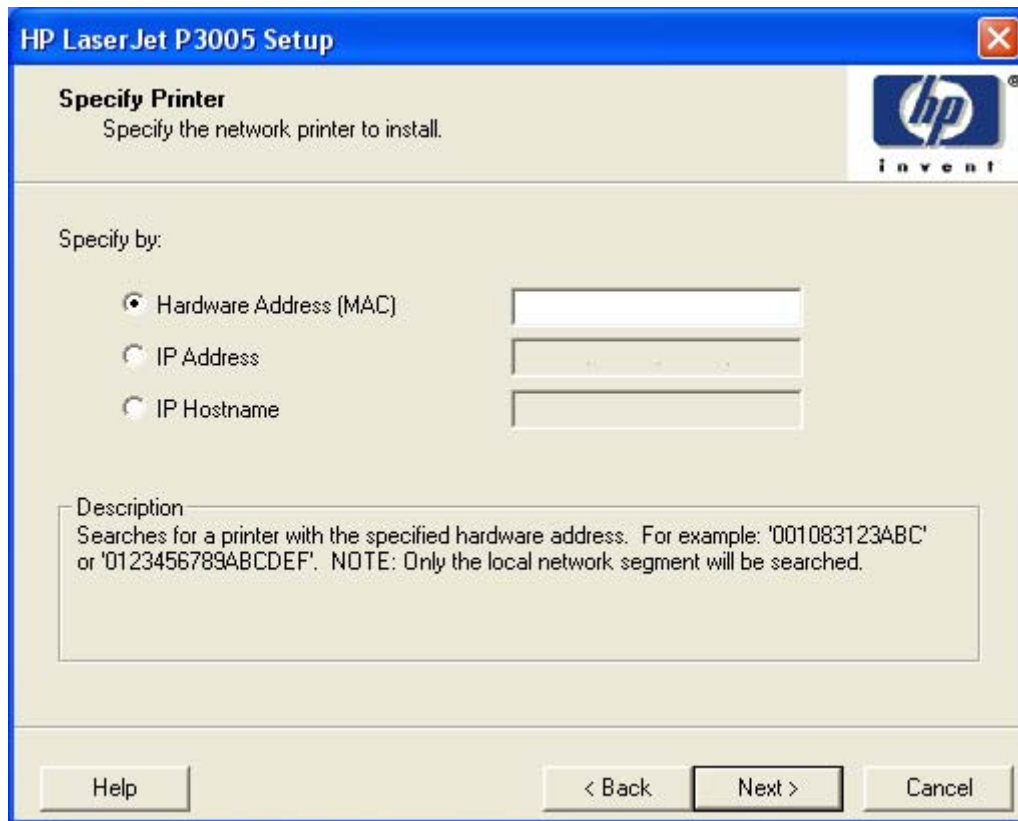 HP LaserJet P3005 Setup
Specify Printer
Specify the network printer to install.
hp
®
invent
Specify by:
Hardware Address (MAC)
IP Address
. . .
IP Hostname
Description
Searches for a printer with the specified hardware address. For example: '001083123ABC'
or '0123456789ABCDEF'. NOTE: Only the local network segment will be searched.
Help
< Back
Next >
Cancel